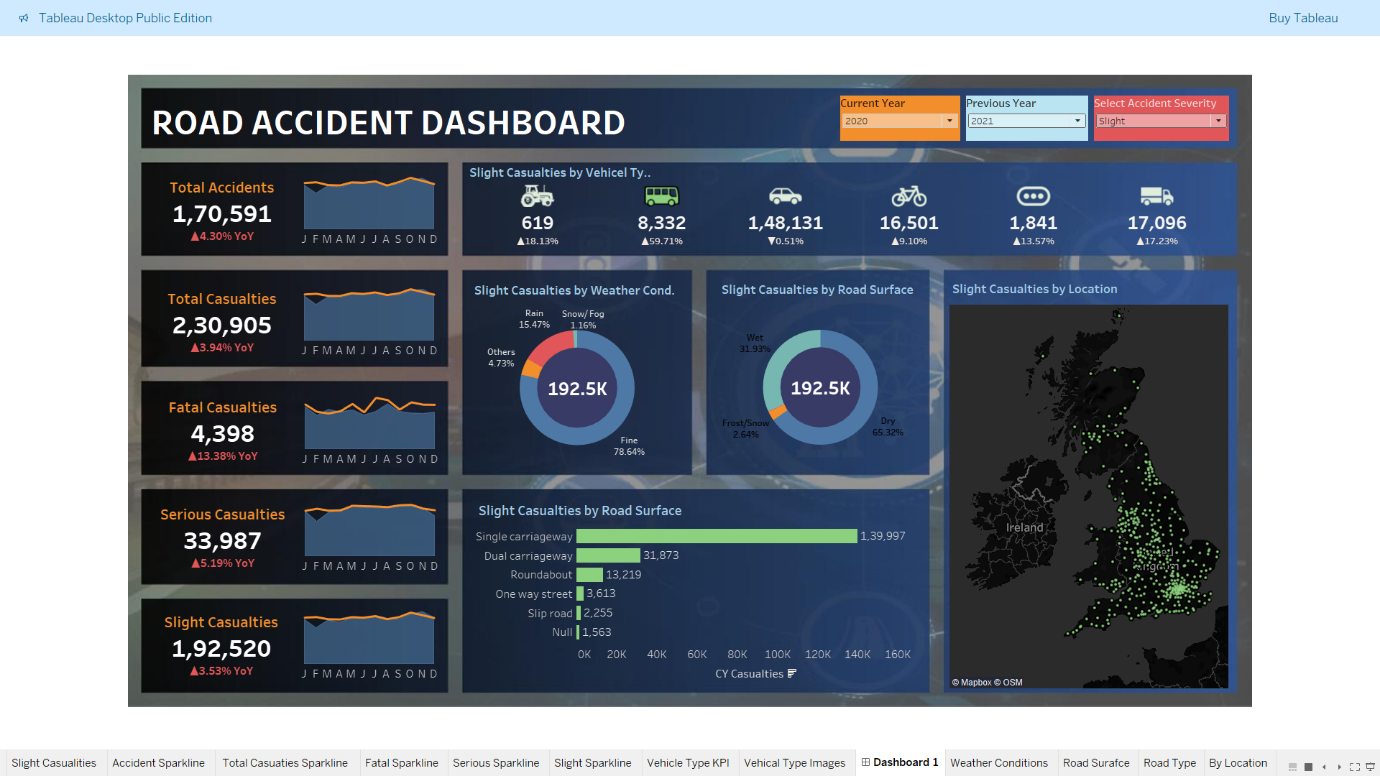 Tableau Desktop Public Edition
Buy Tableau
ROAD ACCIDENT DASHBOARD
Current Year
2020
Previous Year
2021
Select Accident Severity
Slight
Total Accidents
1,70,591
▲4.30% YoY
J F M A M J J A S O N D
Total Casualties
2,30,905
▲3.94% YoY
J F M A M J J A S O N D
Fatal Casualties
4,398
▲13.38% YoY
J F M A M J J A S O N D
Serious Casualties
33,987
▲5.19% YoY
J F M A M J J A S O N D
Slight Casualties
1,92,520
▲3.53% YoY
J F M A M J J A S O N D
Slight Casualties by Vehicel Ty..
619 8,332 1,48,131 16,501 1,841 17,096
▲18.13% ▲59.71% ▼0.51% ▲9.10% ▲13.57% ▲17.23%
Slight Casualties by Weather Cond.
Rain
15.47%
Snow/ Fog
1.16%
Others
4.73%
192.5K
Fine
78.64%
Slight Casualties by Road Surface
Wet
31.93%
192.5K
Frost/Snow
2.64%
Dry
65.32%
Slight Casualties by Location
Ireland
© Mapbox © OSM
Slight Casualties by Road Surface
Single carriageway 1,39,997
Dual carriageway 31,873
Roundabout 13,219
One way street 3,613
Slip road 2,255
Null 1,563
0K 20K 40K 60K 80K 100K 120K 140K 160K
CY Casualties
Slight Casualities
Accident Sparkline
Total Casuaties Sparkline
Fatal Sparkline
Serious Sparkline
Slight Sparkline
Vehicle Type KPI
Vehical Type Images
Dashboard 1
Weather Conditions
Road Surafce
Road Type
By Location